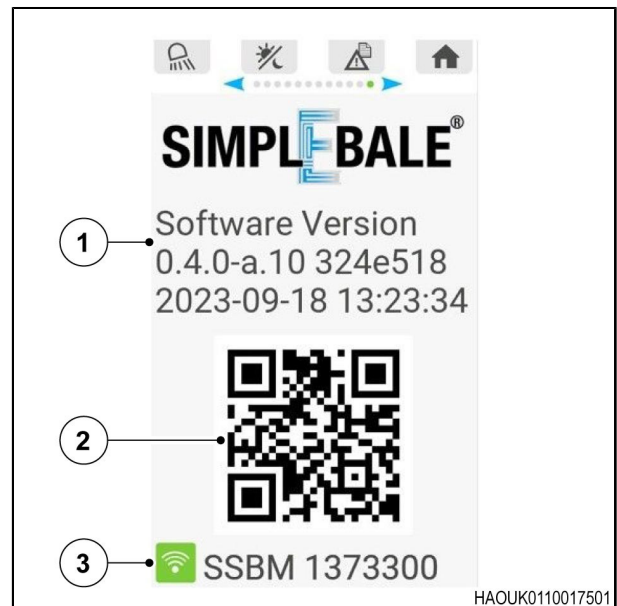 SIMPLEBALE®
1
Software Version
0.4.0-a.10 324e518
2023-09-18 13:23:34
2
3
SSBM 1373300
HAOUK0110017501